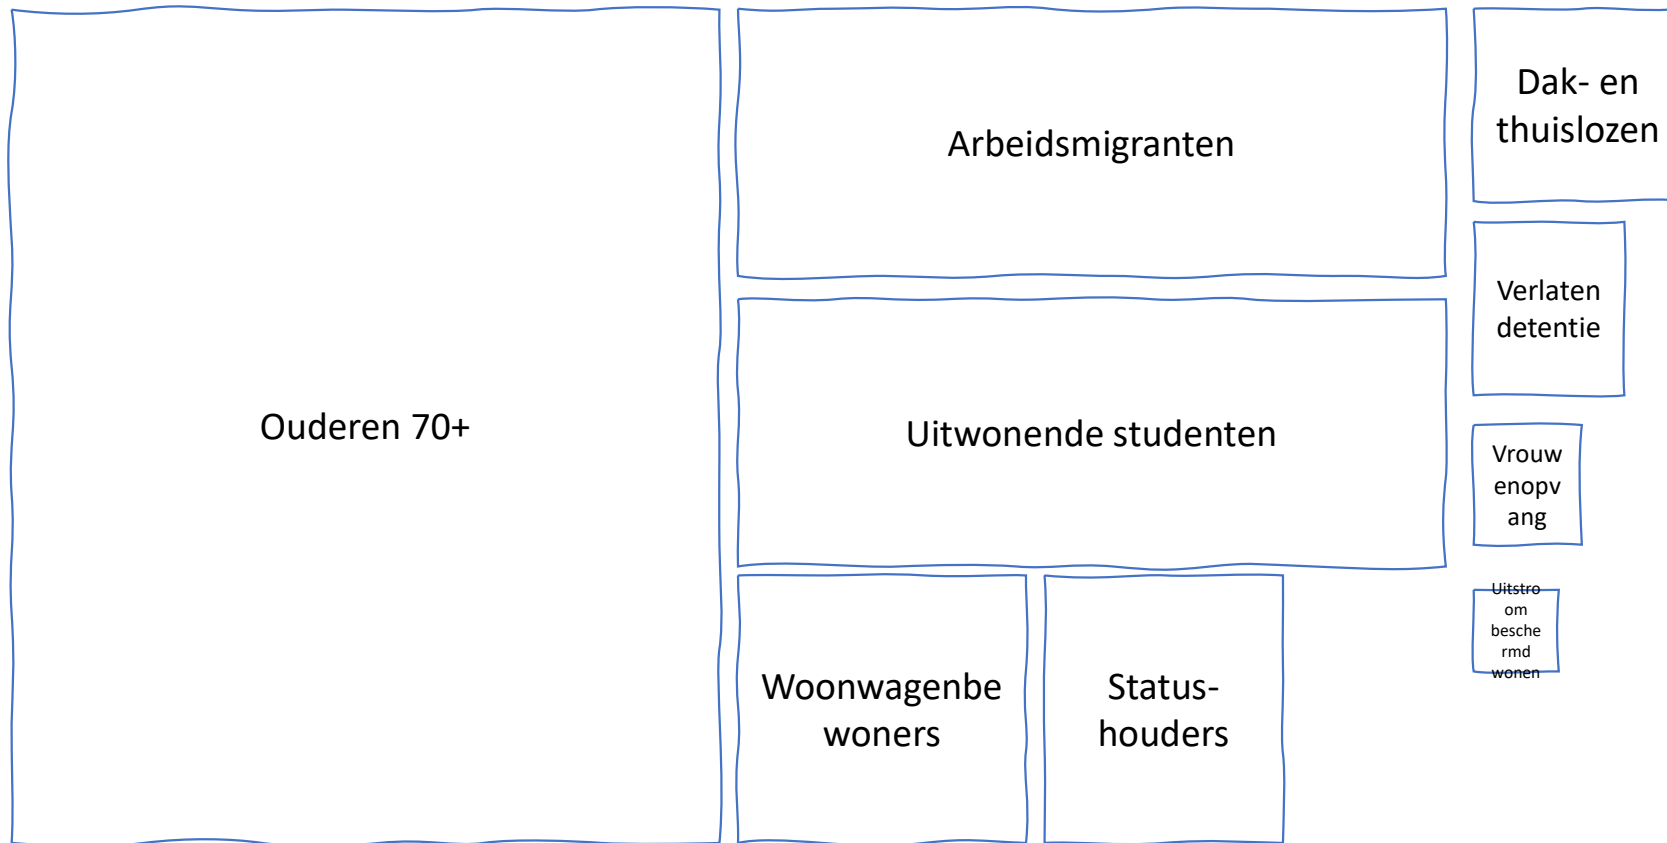 Ouderen 70+
Arbeidsmigranten
Uitwonende studenten
Woonwagenbe
woners
Status-
houders
Dak- en
thuislozen
Verlaten
detentie
Vrouw
enopv
ang
Uitstro
om
besche
rmd
wonen